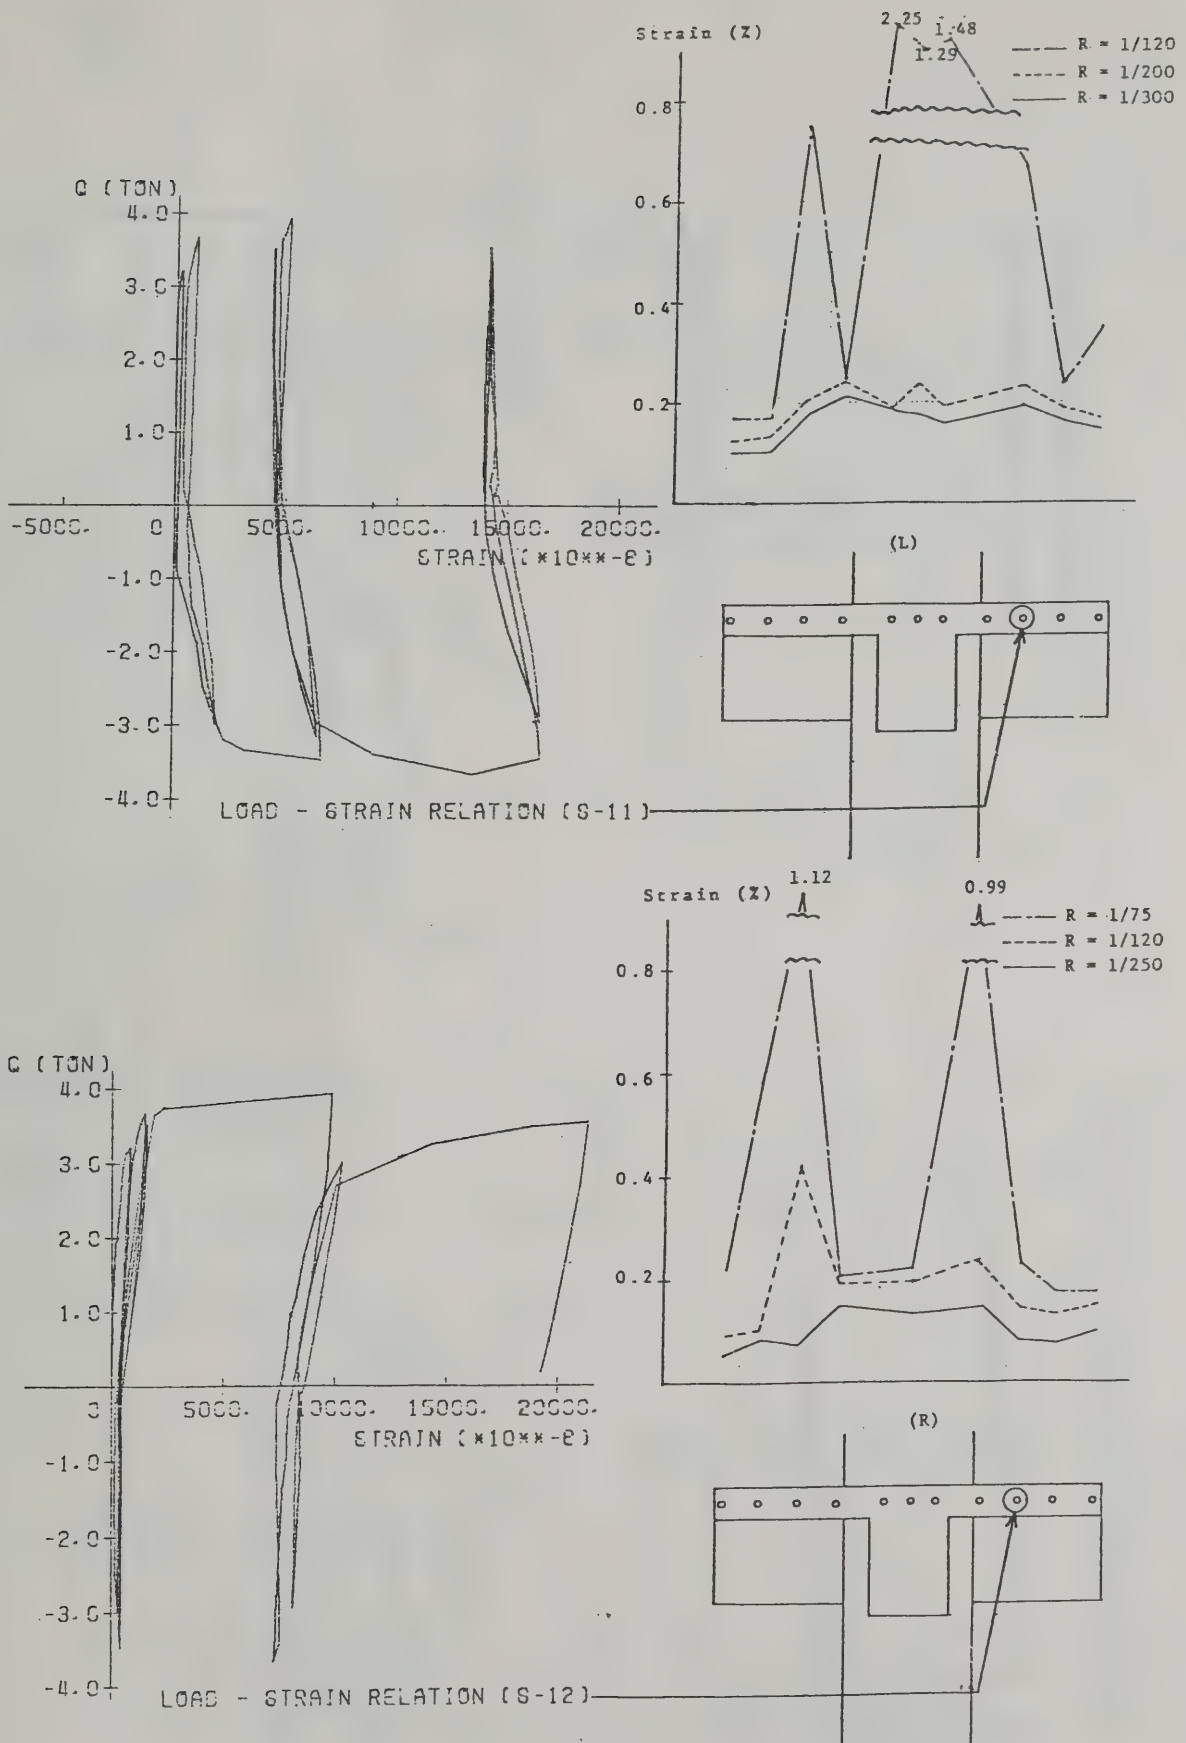 2.25
1.48
1.29
Strain (%)
R = 1/120
R = 1/200
R = 1/300
0.8
0.6
0.4
0.2
Q (TON)
4.0
3.0
2.0
1.0
-5000. 0 5000. 10000. 15000. 20000.
STRAIN (*10**-6)
-1.0
-2.0
-3.0
-4.0
LOAD - STRAIN RELATION (S-11)
(L)
Strain (%)
1.12
0.99
R = 1/75
R = 1/120
R = 1/250
0.8
0.6
0.4
0.2
Q (TON)
4.0
3.0
2.0
1.0
0 5000. 10000. 15000. 20000.
STRAIN (*10**-6)
-1.0
-2.0
-3.0
-4.0
LOAD - STRAIN RELATION (S-12)
(R)